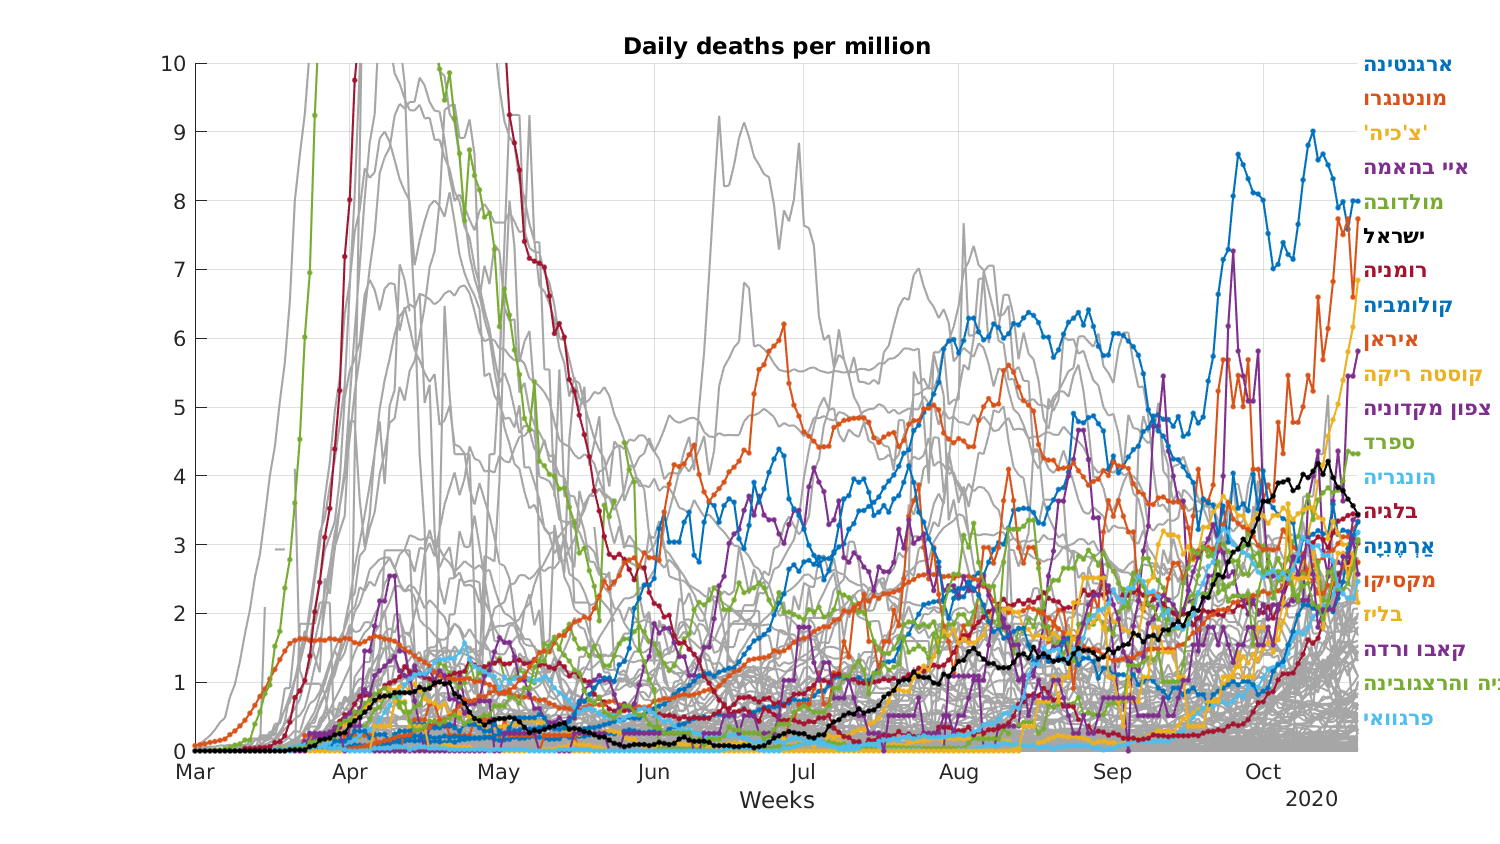 Daily deaths per million
10
9
8
7
6
5
4
3
2
1
0
Mar Apr May Jun Jul Aug Sep Oct
Weeks
2020
ארגנטינה
מונטנגרו
צ'כיה'
איי בהאמה
מולדובה
ישראל
רומניה
קולומביה
איראן
קוסטה ריקה
צפון מקדוניה
ספרד
הונגריה
בלגיה
אַרְמֶנִיָה
מקסיקו
בליז
קאבו ורדה
יה והרצגובינה
פרגוואי